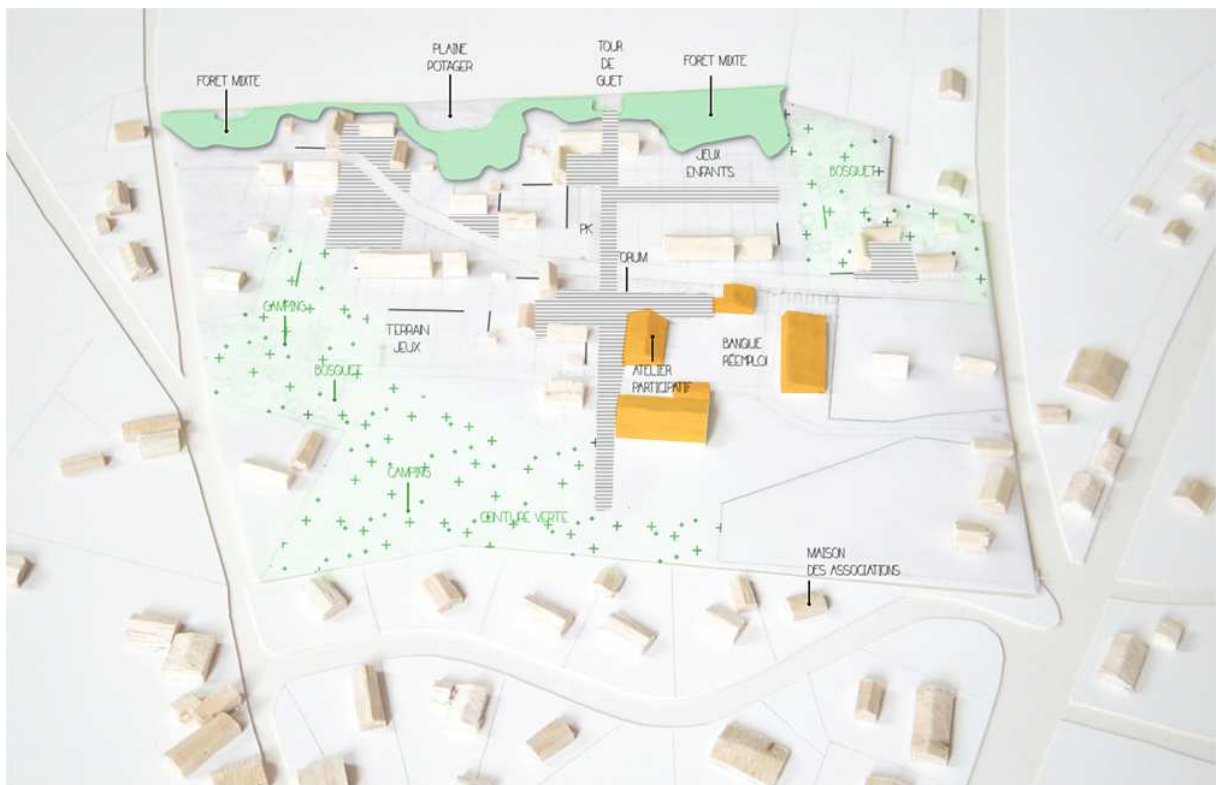 FORET MIXTE
PLAINE
POTAGER
TOUR
DE
GUET
FORET MIXTE
JEUX
ENFANTS
BOSQUET
PK
FORUM
CAMPING
TERRAIN
JEUX
BOSQUET
BANQUE
RÉEMPLOI
ATELIER
PARTICIPATIF
CAMPING
CEINTURE VERTE
MAISON
DES ASSOCIATIONS